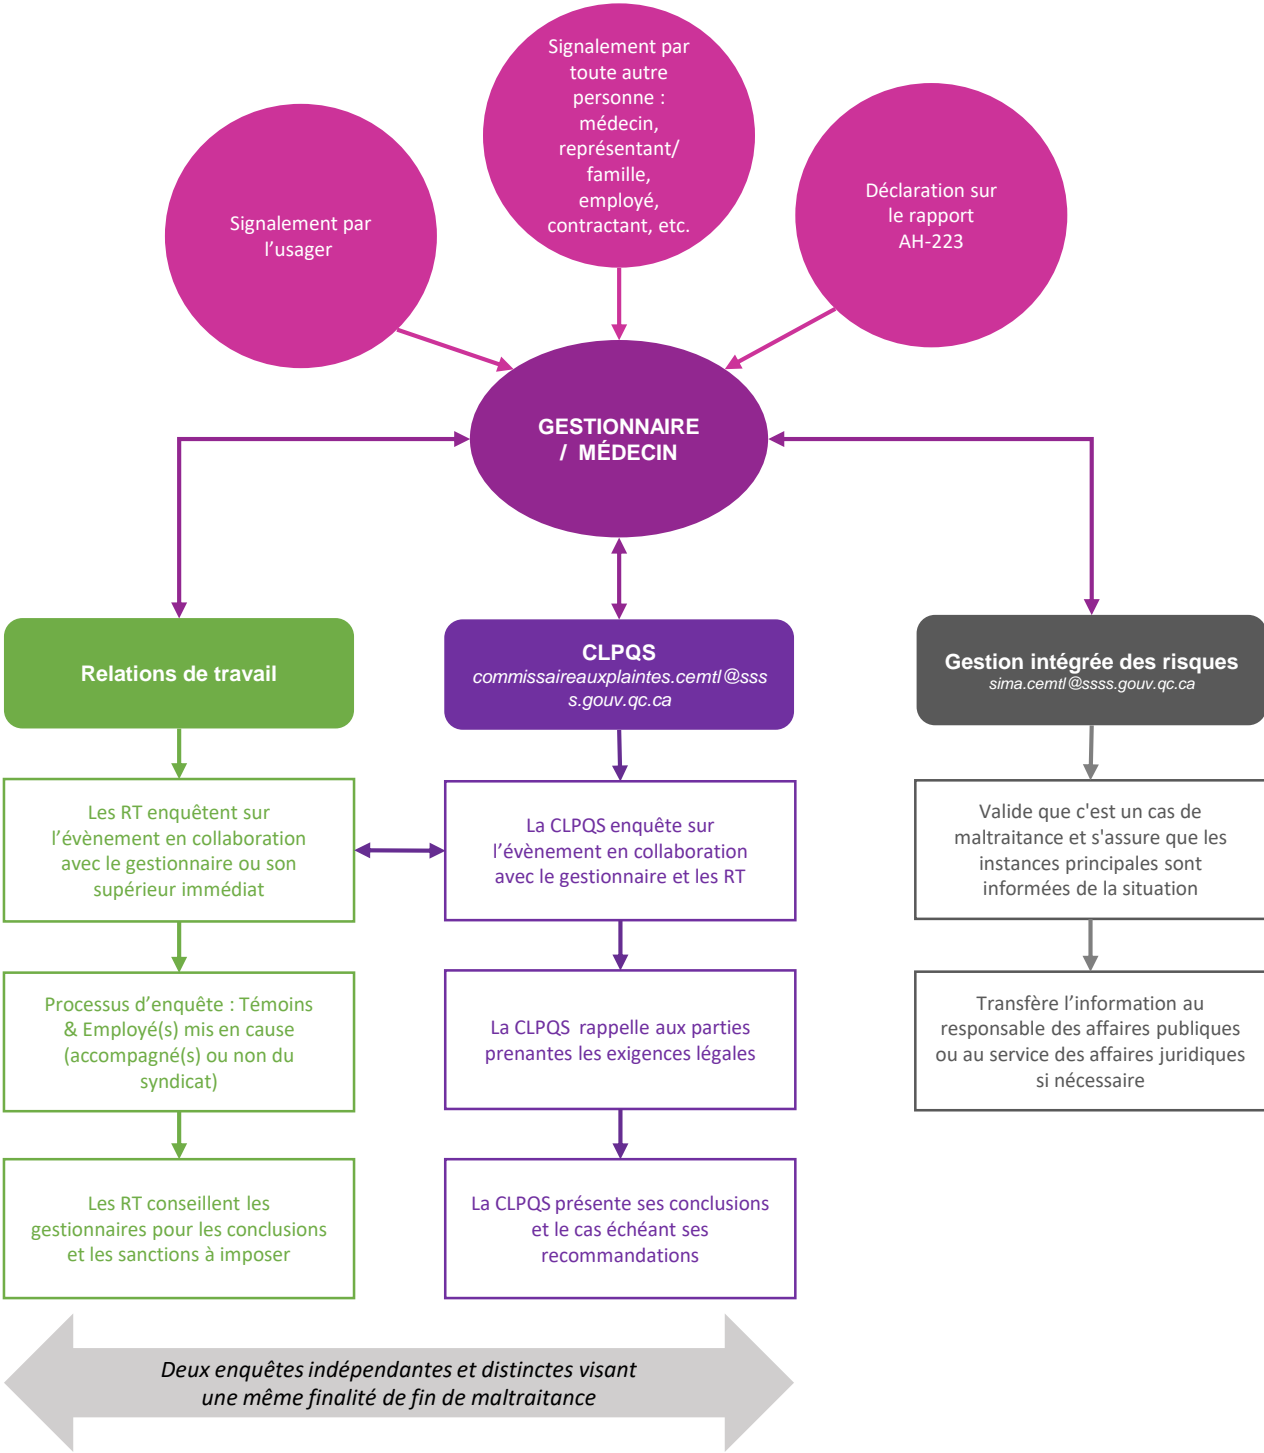 Signalement par
toute autre
personne :
médecin,
représentant/
famille,
employé,
contractant, etc.
Signalement par
l’usager
Déclaration sur
le rapport
AH-223
GESTIONNAIRE
/ MÉDECIN
Relations de travail
CLPQS
commissaireauxplaintes.cemtl@sss
s.gouv.qc.ca
Gestion intégrée des risques
sima.cemtl@ssss.gouv.qc.ca
Les RT enquêtent sur
l’évènement en collaboration
avec le gestionnaire ou son
supérieur immédiat
La CLPQS enquête sur
l’évènement en collaboration
avec le gestionnaire et les RT
Valide que c'est un cas de
maltraitance et s'assure que les
instances principales sont
informées de la situation
Processus d’enquête : Témoins
& Employé(s) mis en cause
(accompagné(s) ou non du
syndicat)
La CLPQS rappelle aux parties
prenantes les exigences légales
Transfère l’information au
responsable des affaires publiques
ou au service des affaires juridiques
si nécessaire
Les RT conseillent les
gestionnaires pour les conclusions
et les sanctions à imposer
La CLPQS présente ses conclusions
et le cas échéant ses
recommandations
Deux enquêtes indépendantes et distinctes visant
une même finalité de fin de maltraitance